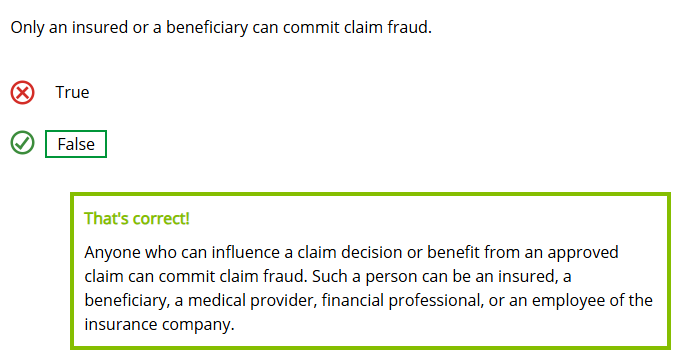 Only an insured or a beneficiary can commit claim fraud.
True
False
That's correct!
Anyone who can influence a claim decision or benefit from an approved
claim can commit claim fraud. Such a person can be an insured, a
beneficiary, a medical provider, financial professional, or an employee of the
insurance company.